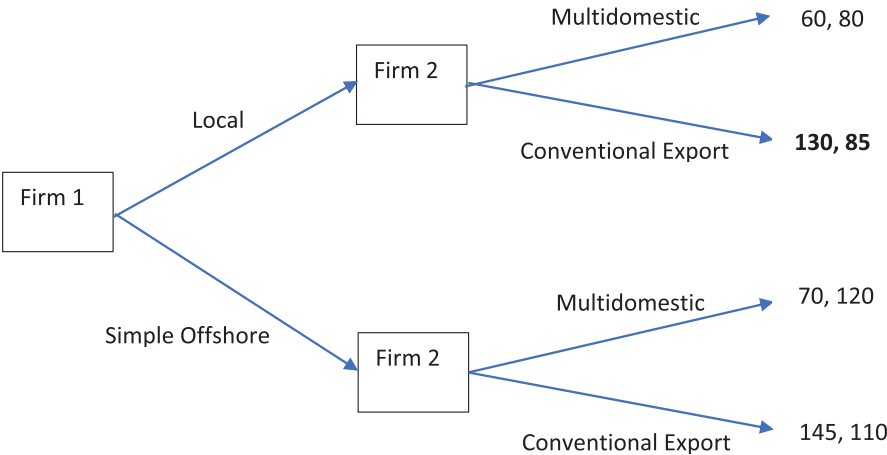 Multidomestic
60, 80
Firm 2
Local
130, 85
Conventional Export
Firm 1
Multidomestic
70, 120
Simple Offshore
Firm 2
145, 110
Conventional Export